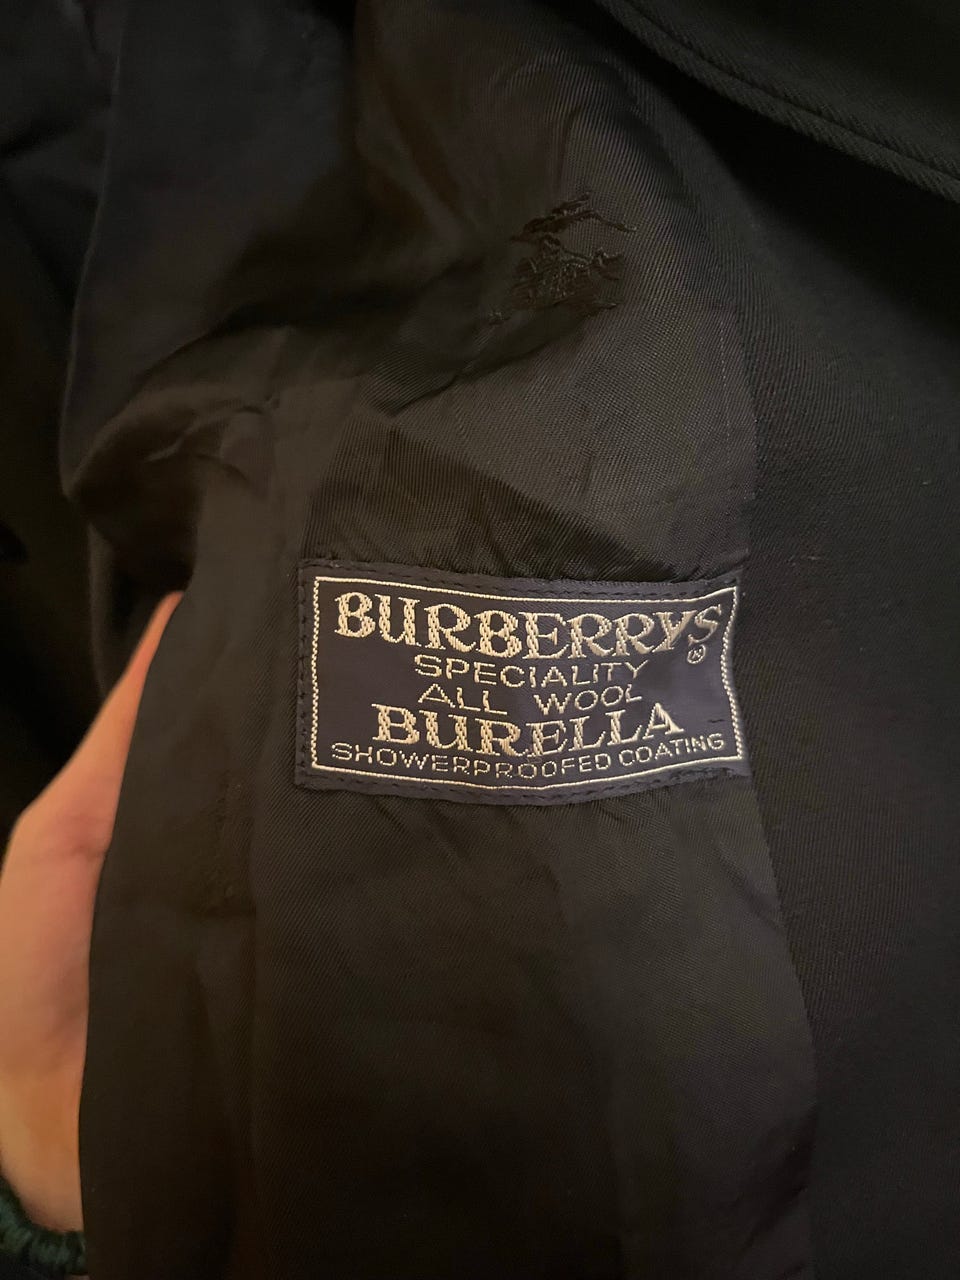 BURBERRYS®
SPECIALITY
ALL WOOL
BURELLA
SHOWERPROOFED COATING